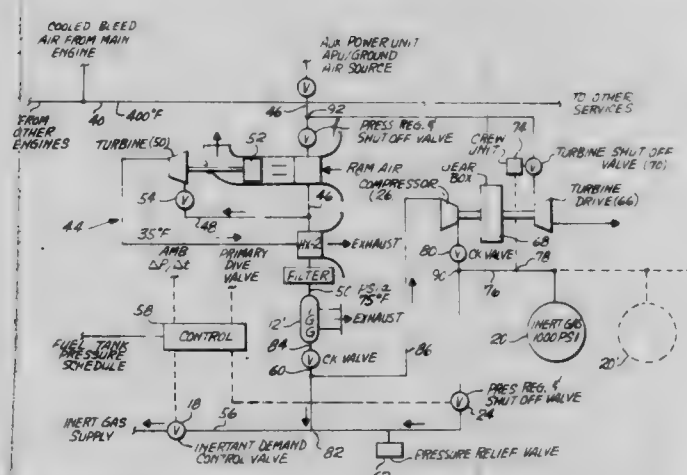 COOLED BLEED
AIR FROM MAIN
ENGINE
AUX POWER UNIT
APU/GROUND
AIR SOURCE
V
FROM
OTHER
ENGINES
40
400°F
46
92
TO OTHER
SERVICES
V
PRESS REG. &
SHUT OFF VALVE
TURBINE (50)
52
RAM AIR
COMPRESSOR
(26
GEAR
BOX
CREW
UNIT
74
V
TURBINE SHUT OFF
VALVE (70)
TURBINE
DRIVE (66)
54
V
48
46
44
35°F
HX-2
EXHAUST
68
80
V
CK VALVE
78
76
90
AMB
ΔP/Δt
PRIMARY
DIVE
VALVE
FILTER
PSIA
75°F
12'
IGG
EXHAUST
84
V
CK VALVE
60
86
58
CONTROL
FUEL TANK
PRESSURE
SCHEDULE
20
INERT GAS
1000 PSI
20'
V
PRES REG. &
SHUT OFF VALVE
24
INERT GAS
SUPPLY
18
V
56
82
INERTANT DEMAND
CONTROL VALVE
PRESSURE RELIEF VALVE